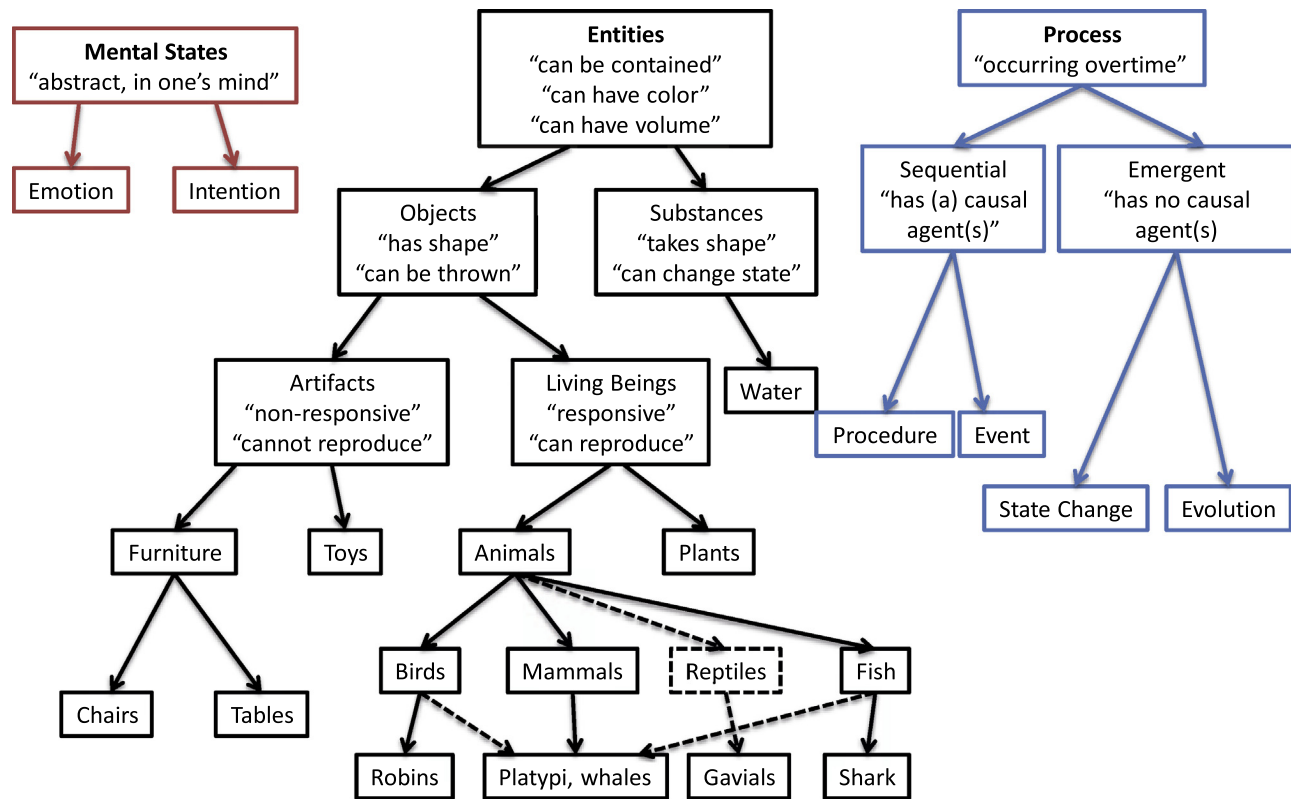 Mental States
“abstract, in one’s mind”
Emotion
Intention
Entities
“can be contained”
“can have color”
“can have volume”
Objects
“has shape”
“can be thrown”
Substances
“takes shape”
“can change state”
Artifacts
“non-responsive”
“cannot reproduce”
Living Beings
“responsive”
“can reproduce”
Water
Furniture
Toys
Animals
Plants
Chairs
Tables
Birds
Mammals
Reptiles
Fish
Robins
Platypi, whales
Gavials
Shark
Process
“occurring overtime”
Sequential
“has (a) causal
agent(s)”
Emergent
“has no causal
agent(s)
Procedure
Event
State Change
Evolution